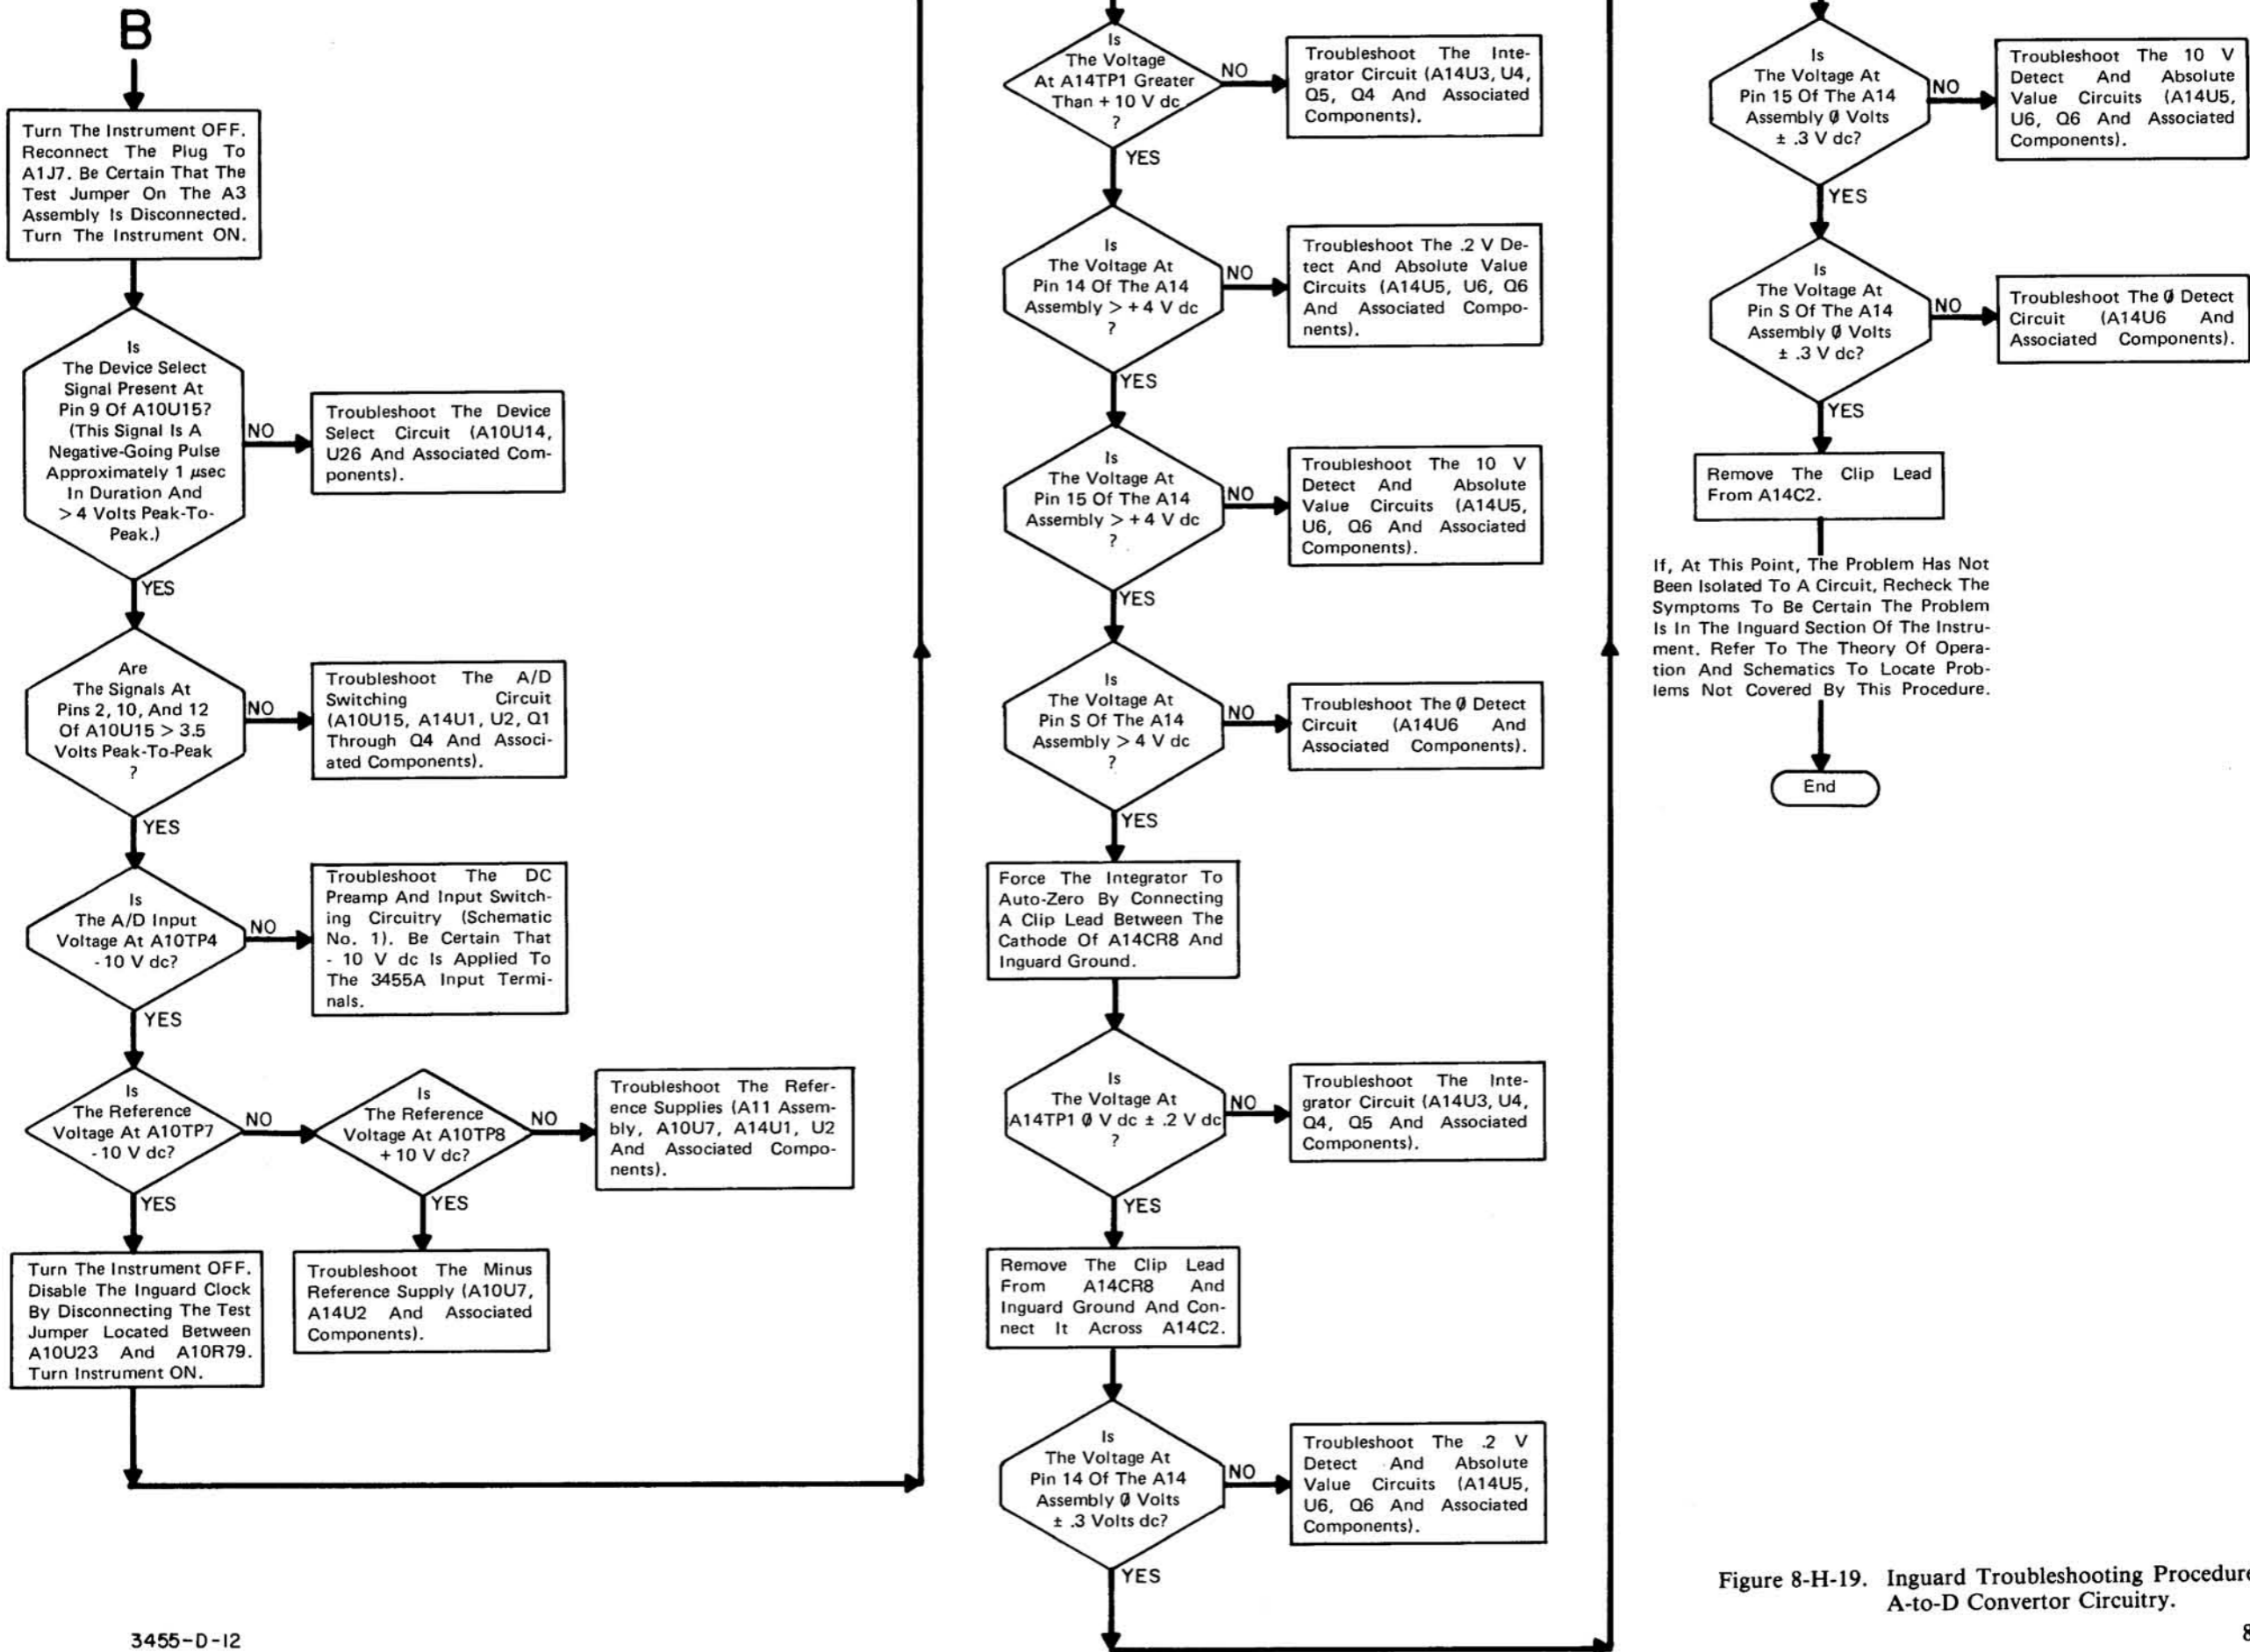 B
Turn The Instrument OFF.
Reconnect The Plug To
A1J7. Be Certain That The
Test Jumper On The A3
Assembly Is Disconnected.
Turn The Instrument ON.
Is
The Device Select
Signal Present At
Pin 9 Of A10U15?
(This Signal Is A
Negative-Going Pulse
Approximately 1 µsec
In Duration And
> 4 Volts Peak-To-
Peak.)
NO
Troubleshoot The Device
Select Circuit (A10U14,
U26 And Associated Com-
ponents).
YES
Are
The Signals At
Pins 2, 10, And 12
Of A10U15 > 3.5
Volts Peak-To-Peak
?
NO
Troubleshoot The A/D
Switching Circuit
(A10U15, A14U1, U2, Q1
Through Q4 And Associ-
ated Components).
YES
Is
The A/D Input
Voltage At A10TP4
- 10 V dc?
NO
Troubleshoot The DC
Preamp And Input Switch-
ing Circuitry (Schematic
No. 1). Be Certain That
- 10 V dc Is Applied To
The 3455A Input Termi-
nals.
YES
Is
The Reference
Voltage At A10TP7
- 10 V dc?
NO
Is
The Reference
Voltage At A10TP8
+ 10 V dc?
NO
Troubleshoot The Refer-
ence Supplies (A11 Assem-
bly, A10U7, A14U1, U2
And Associated Compo-
nents).
YES
YES
Turn The Instrument OFF.
Disable The Inguard Clock
By Disconnecting The Test
Jumper Located Between
A10U23 And A10R79.
Turn Instrument ON.
Troubleshoot The Minus
Reference Supply (A10U7,
A14U2 And Associated
Components).
Is
The Voltage
At A14TP1 Greater
Than + 10 V dc
?
NO
Troubleshoot The Inte-
grator Circuit (A14U3, U4,
Q5, Q4 And Associated
Components).
YES
Is
The Voltage At
Pin 14 Of The A14
Assembly > + 4 V dc
?
NO
Troubleshoot The .2 V De-
tect And Absolute Value
Circuits (A14U5, U6, Q6
And Associated Compo-
nents).
YES
Is
The Voltage At
Pin 15 Of The A14
Assembly > + 4 V dc
?
NO
Troubleshoot The 10 V
Detect And Absolute
Value Circuits (A14U5,
U6, Q6 And Associated
Components).
YES
Is
The Voltage At
Pin S Of The A14
Assembly > 4 V dc
?
NO
Troubleshoot The Ø Detect
Circuit (A14U6 And
Associated Components).
YES
Force The Integrator To
Auto-Zero By Connecting
A Clip Lead Between The
Cathode Of A14CR8 And
Inguard Ground.
Is
The Voltage At
A14TP1 Ø V dc ± .2 V dc
?
NO
Troubleshoot The Inte-
grator Circuit (A14U3, U4,
Q4, Q5 And Associated
Components).
YES
Remove The Clip Lead
From A14CR8 And
Inguard Ground And Con-
nect It Across A14C2.
Is
The Voltage At
Pin 14 Of The A14
Assembly Ø Volts
± .3 Volts dc?
NO
Troubleshoot The .2 V
Detect And Absolute
Value Circuits (A14U5,
U6, Q6 And Associated
Components).
YES
Is
The Voltage At
Pin 15 Of The A14
Assembly Ø Volts
± .3 V dc?
NO
Troubleshoot The 10 V
Detect And Absolute
Value Circuits (A14U5,
U6, Q6 And Associated
Components).
YES
Is
The Voltage At
Pin S Of The A14
Assembly Ø Volts
± .3 V dc?
NO
Troubleshoot The Ø Detect
Circuit (A14U6 And
Associated Components).
YES
Remove The Clip Lead
From A14C2.
If, At This Point, The Problem Has Not
Been Isolated To A Circuit, Recheck The
Symptoms To Be Certain The Problem
Is In The Inguard Section Of The Instru-
ment. Refer To The Theory Of Opera-
tion And Schematics To Locate Prob-
lems Not Covered By This Procedure.
End
Figure 8-H-19. Inguard Troubleshooting Procedure
A-to-D Convertor Circuitry.
3455-D-12
8